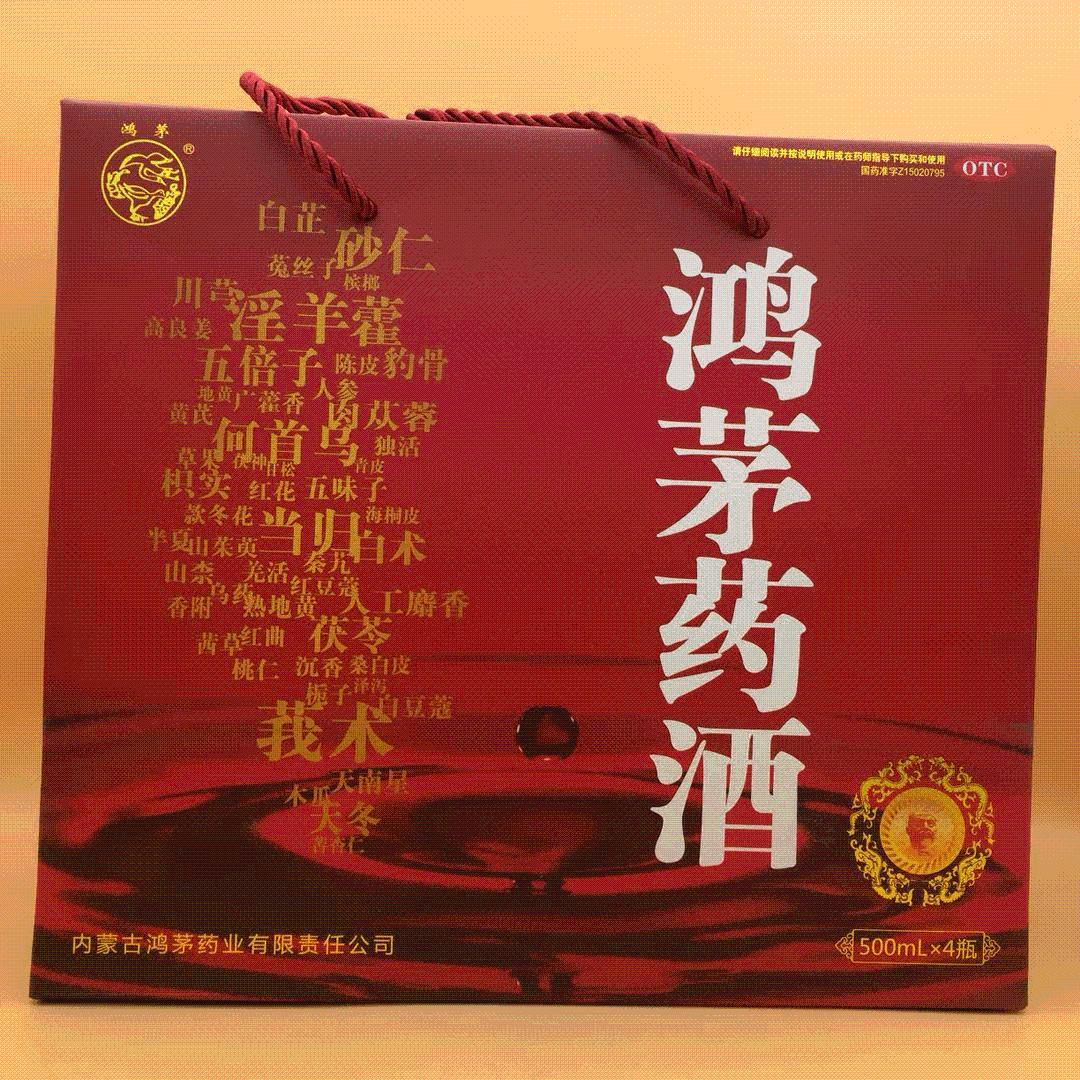 鸿茅
®
请仔细阅读并按说明使用或在药师指导下购买和使用
国药准字Z15020795
OTC
白芷
砂仁
菟丝子
槟榔
川芎
淫羊藿
高良姜
五倍子
陈皮
豹骨
地黄
广藿香
人参
黄芪
肉苁蓉
何首乌
独活
草果
茯神
甘松
青皮
枳实
红花
五味子
款冬花
当归
海桐皮
半夏
山茱萸
白术
秦艽
山柰
羌活
红豆蔻
乌药
香附
熟地黄
人工麝香
茜草
红曲
茯苓
桃仁
沉香
桑白皮
栀子
泽泻
白豆蔻
莪术
天南星
木瓜
天冬
苦杏仁
鸿茅药酒
内蒙古鸿茅药业有限责任公司
500mL×4瓶